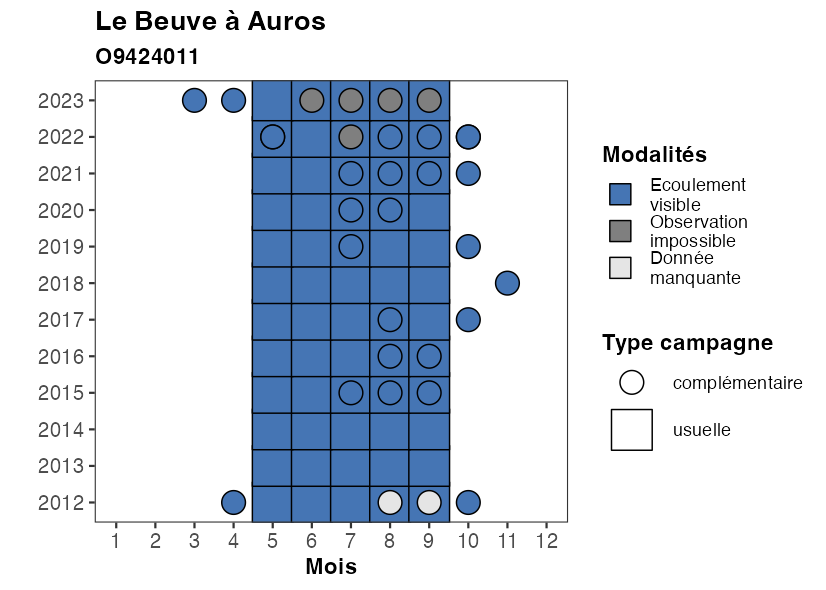 Le Beuve à Auros
O9424011
2023
2022
2021
2020
2019
2018
2017
2016
2015
2014
2013
2012
1 2 3 4 5 6 7 8 9 10 11 12
Mois
Modalités
Ecoulement
visible
Observation
impossible
Donnée
manquante
Type campagne
complémentaire
usuelle